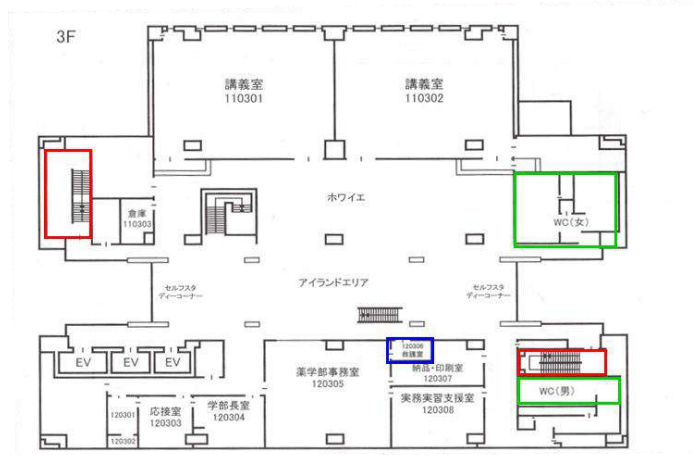 3F
講義室
110301
講義室
110302
ホワイエ
倉庫
110303
WC(女)
アイランドエリア
セルフスタ
ディーコーナー
セルフスタ
ディーコーナー
EV
EV
EV
120306
救護室
薬学部事務室
120305
納品・印刷室
120307
WC(男)
120301
120302
応接室
120303
学部長室
120304
実務実習支援室
120308